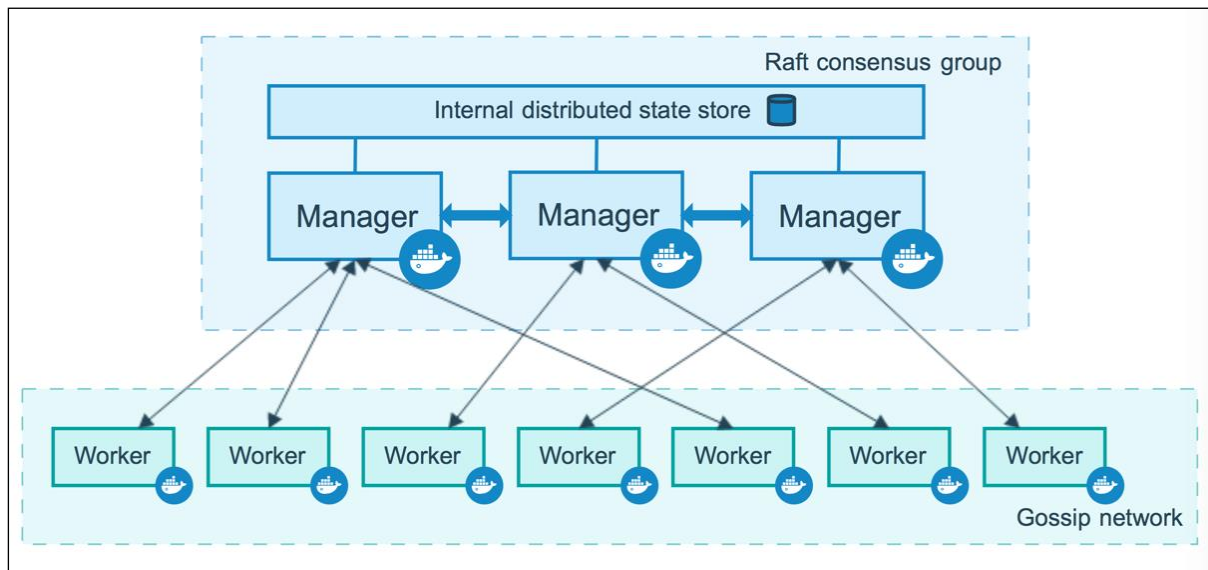 Raft consensus group
Internal distributed state store
Manager
Manager
Manager
Worker
Worker
Worker
Worker
Worker
Worker
Worker
Gossip network